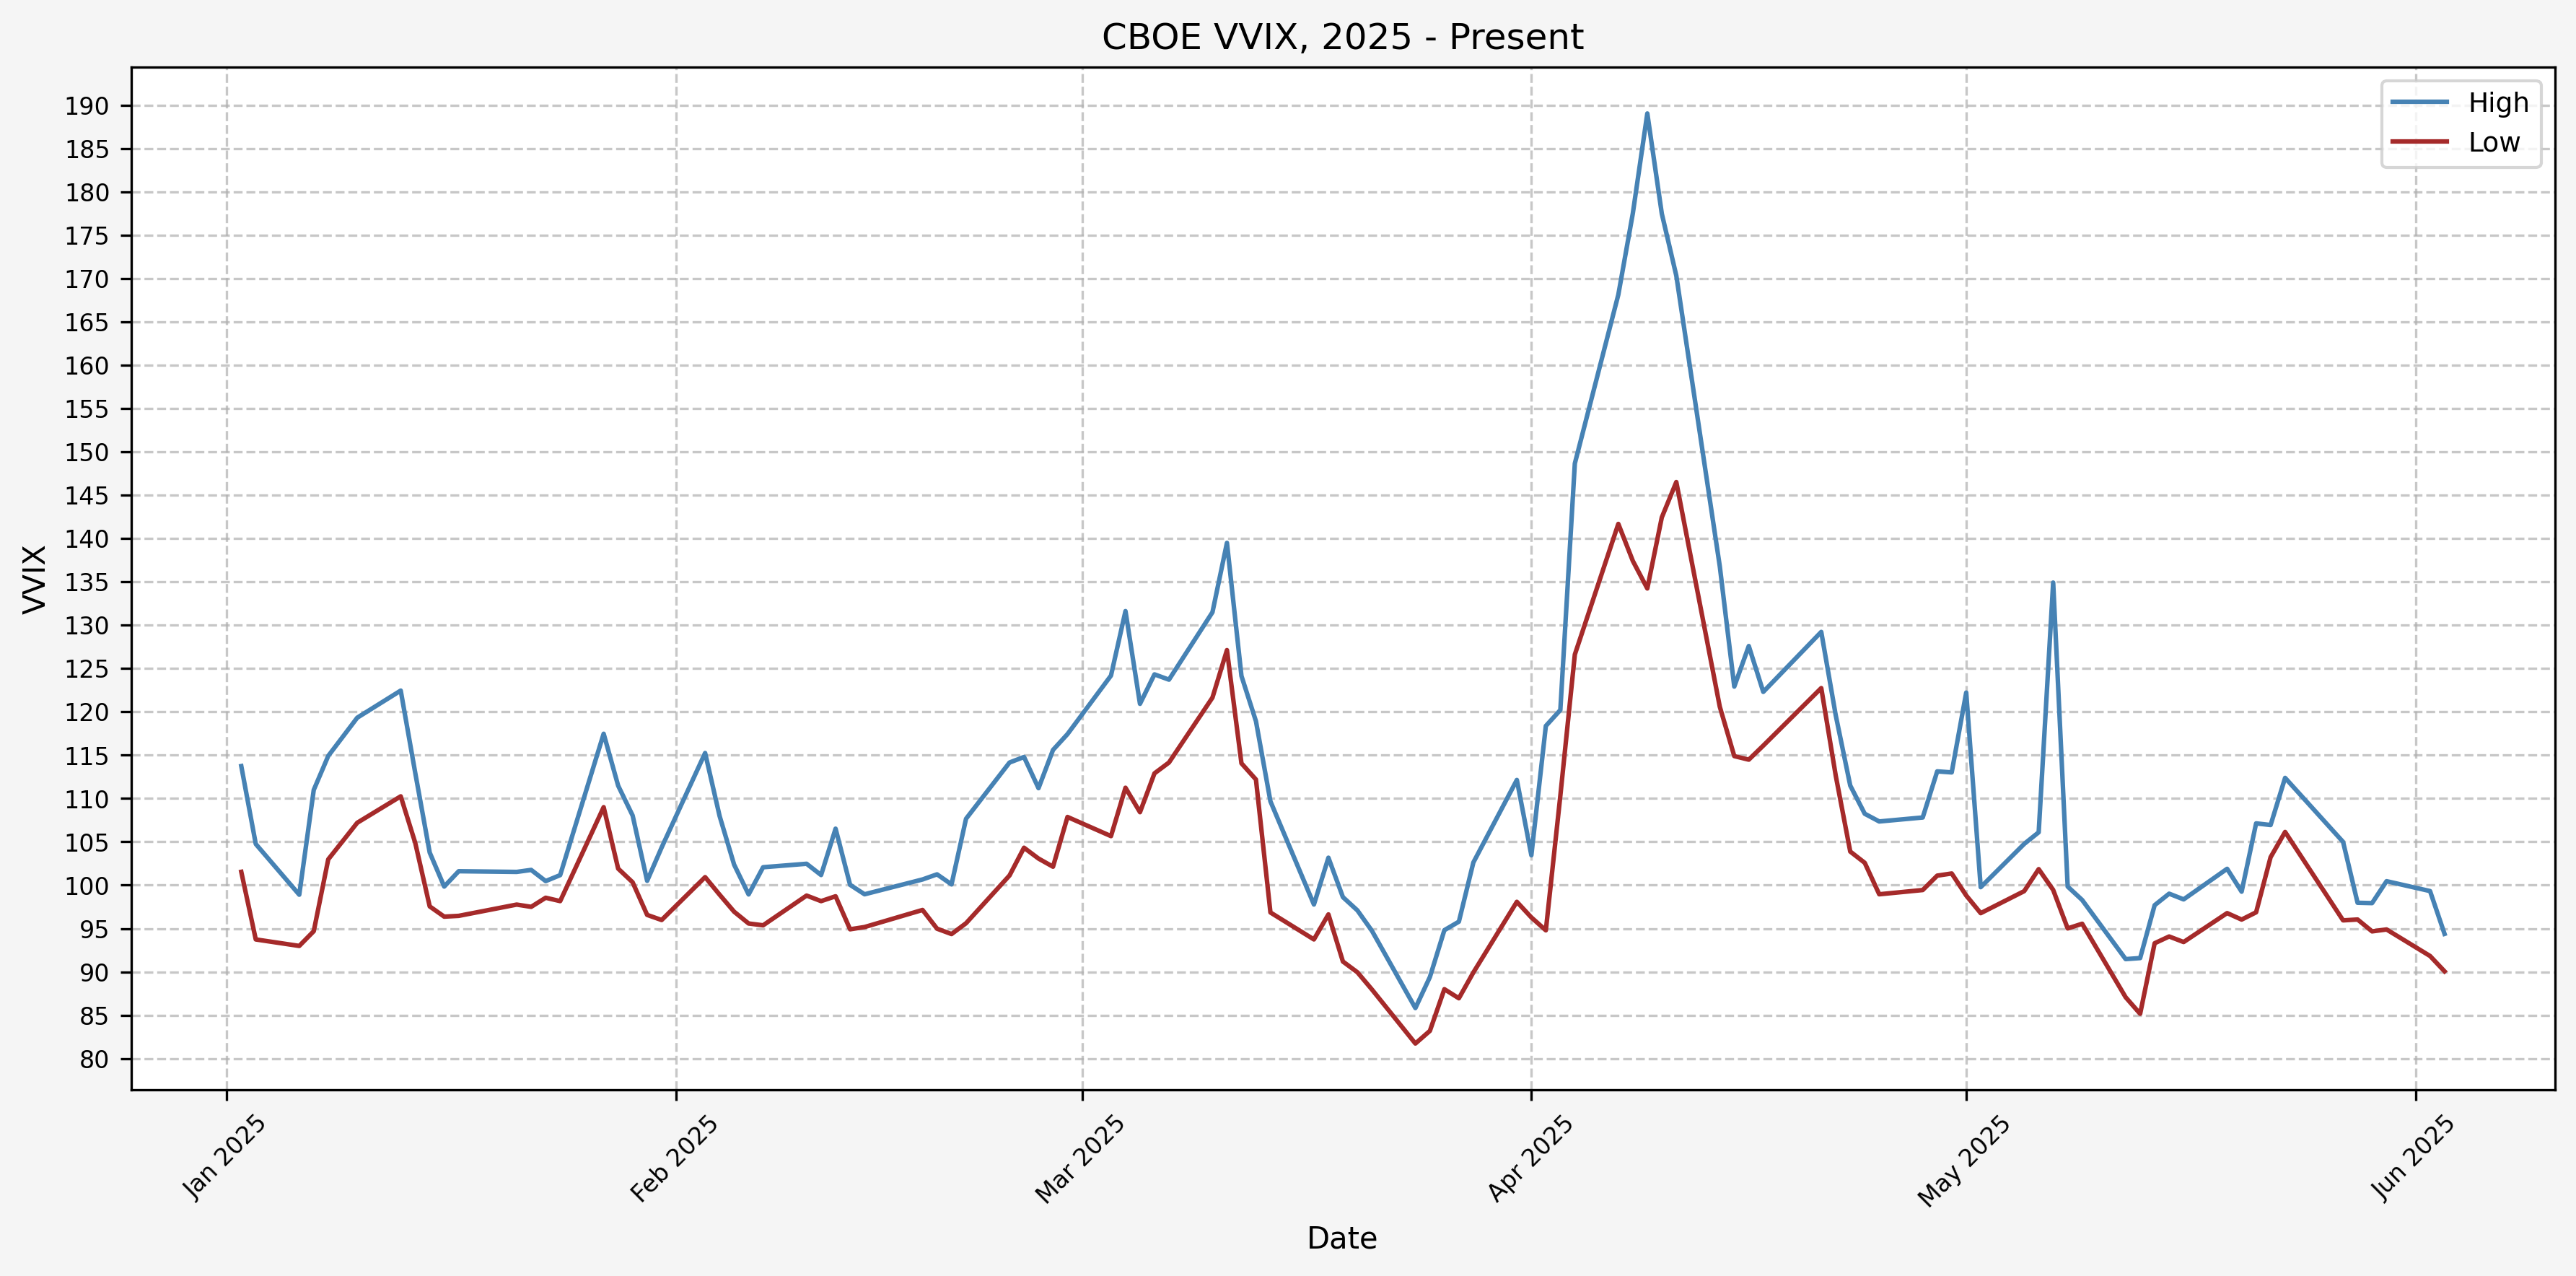 CBOE VVIX, 2025 - Present
High
Low
VVIX
190
185
180
175
170
165
160
155
150
145
140
135
130
125
120
115
110
105
100
95
90
85
80
Jan 2025
Feb 2025
Mar 2025
Apr 2025
May 2025
Jun 2025
Date